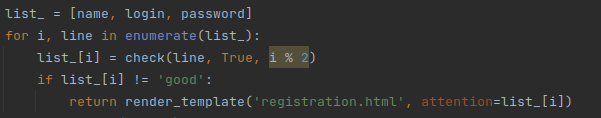 list_ = [name, login, password]
for i, line in enumerate(list_):
    list_[i] = check(line, True, i % 2)
    if list_[i] != 'good':
        return render_template('registration.html', attention=list_[i])